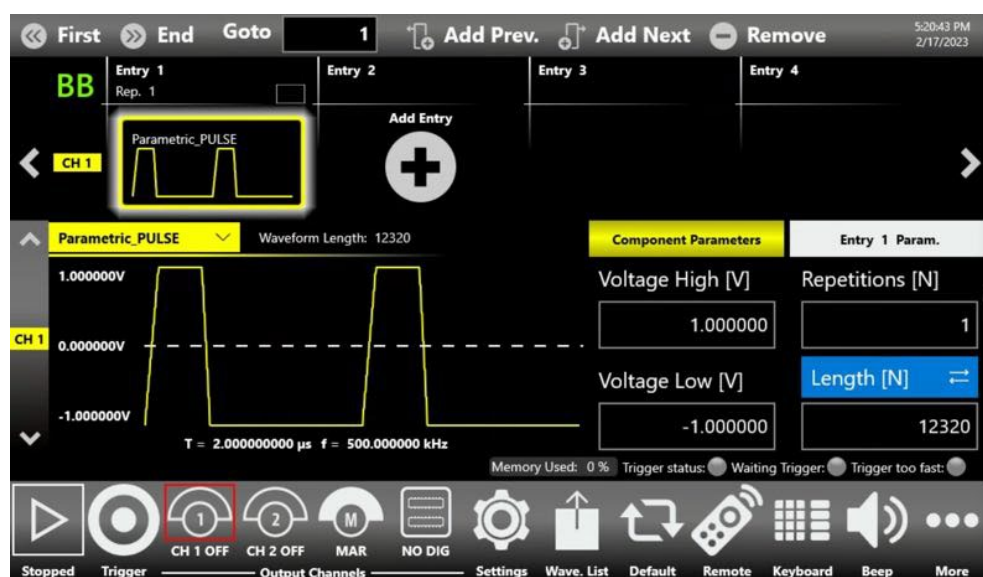 First End Goto 1 Add Prev. Add Next Remove 5:20:43 PM
2/17/2023
BB Entry 1 Entry 2 Entry 3 Entry 4
Rep. 1
Add Entry
Parametric_PULSE
CH 1
Parametric_PULSE Waveform Length: 12320 Component Parameters Entry 1 Param.
1.000000V Voltage High [V] Repetitions [N]
1.000000 1
CH 1 0.000000V
Voltage Low [V] Length [N]
-1.000000V -1.000000 12320
T = 2.000000000 µs f = 500.000000 kHz
Memory Used: 0 % Trigger status: Waiting Trigger: Trigger too fast:
1 2 M
CH 1 OFF CH 2 OFF MAR NO DIG
Stopped Trigger Output Channels Settings Wave. List Default Remote Keyboard Beep More